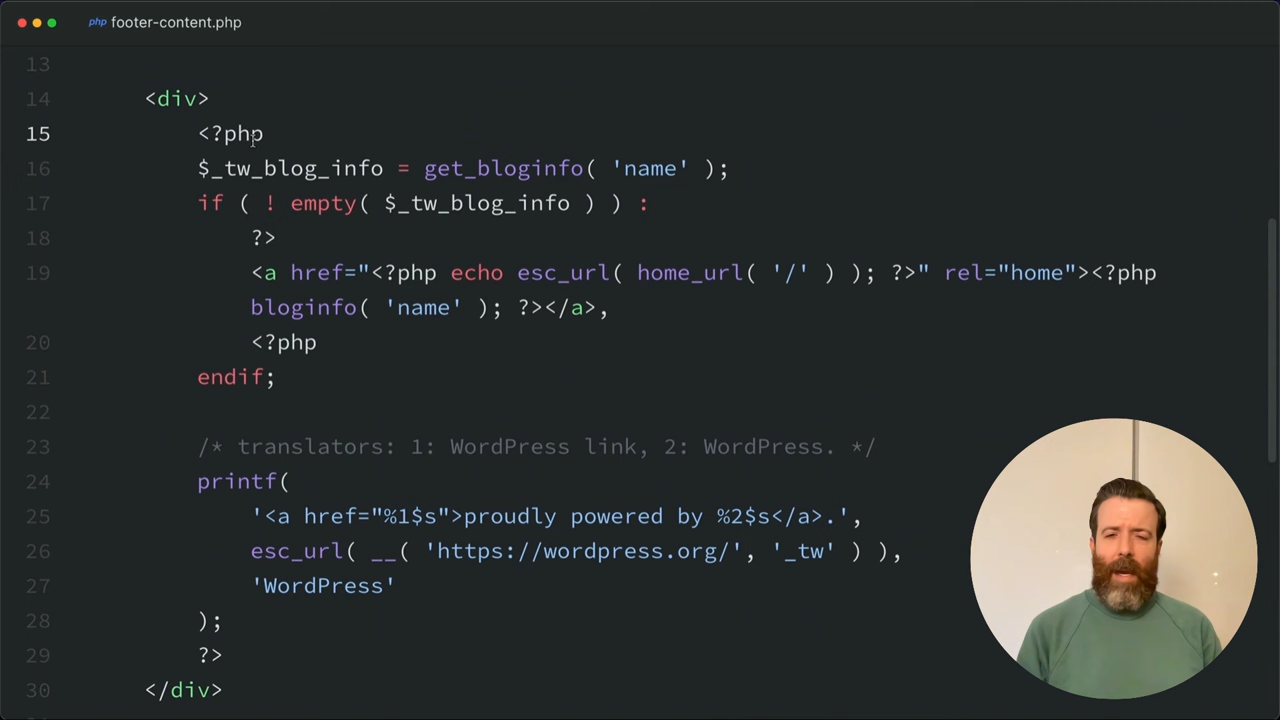 php footer-content.php
13
14 <div>
15 <?php
16 $_tw_blog_info = get_bloginfo( 'name' );
17 if ( ! empty( $_tw_blog_info ) ) :
18 ?>
19 <a href="<?php echo esc_url( home_url( '/' ) ); ?>" rel="home"><?php
bloginfo( 'name' ); ?></a>,
20 <?php
21 endif;
22
23 /* translators: 1: WordPress link, 2: WordPress. */
24 printf(
25 '<a href="%1$s">proudly powered by %2$s</a>.',
26 esc_url( __( 'https://wordpress.org/', '_tw' ) ),
27 'WordPress'
28 );
29 ?>
30 </div>